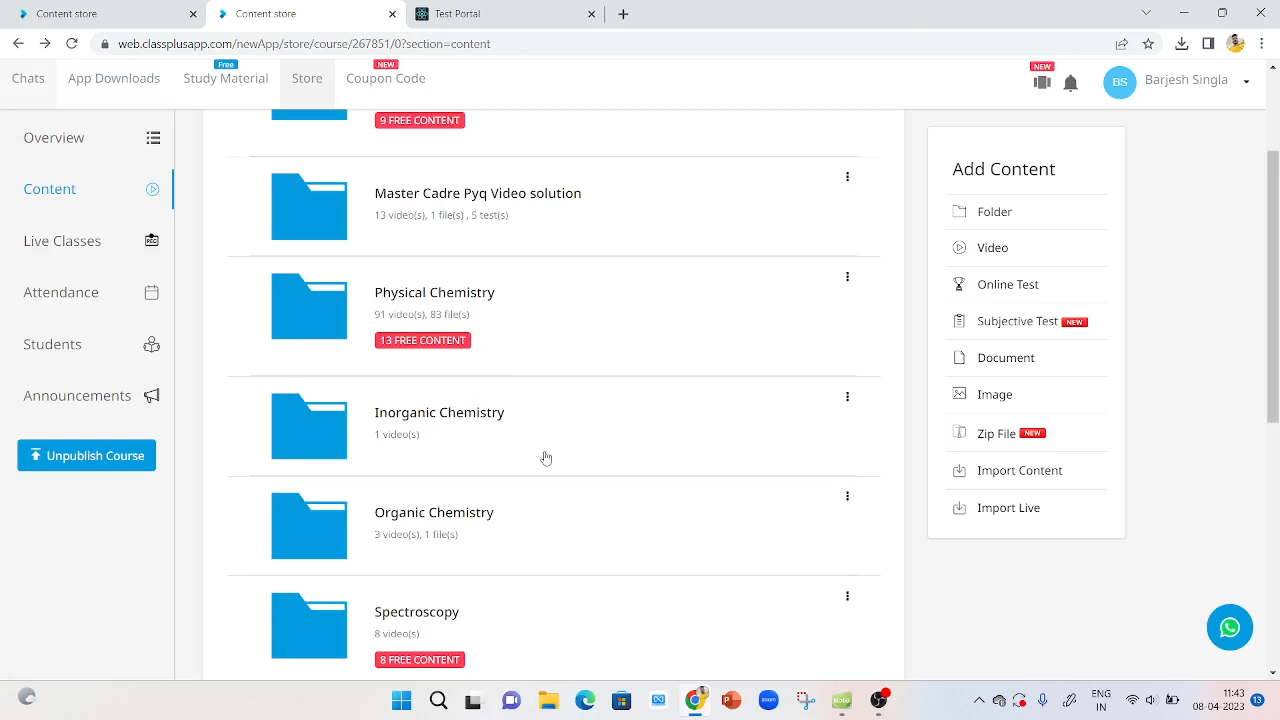 Content store
Content store
Test Portal
web.classplusapp.com/newApp/store/course/267851/0?section=content
Free
NEW
NEW
Chats
App Downloads
Study Material
Store
Coupon Code
BS
Barjesh Singla
Overview
Content
Live Classes
Attendance
Students
Announcements
Unpublish Course
9 FREE CONTENT
Master Cadre Pyq Video solution
13 video(s), 1 file(s) , 5 test(s)
Physical Chemistry
91 video(s), 83 file(s)
13 FREE CONTENT
Inorganic Chemistry
1 video(s)
Organic Chemistry
3 video(s), 1 file(s)
Spectroscopy
8 video(s)
8 FREE CONTENT
Add Content
Folder
Video
Online Test
Subjective Test NEW
Document
Image
Zip File NEW
Import Content
Import Live
zoom
Note
ENG
IN
11:43
08-04-2023
13